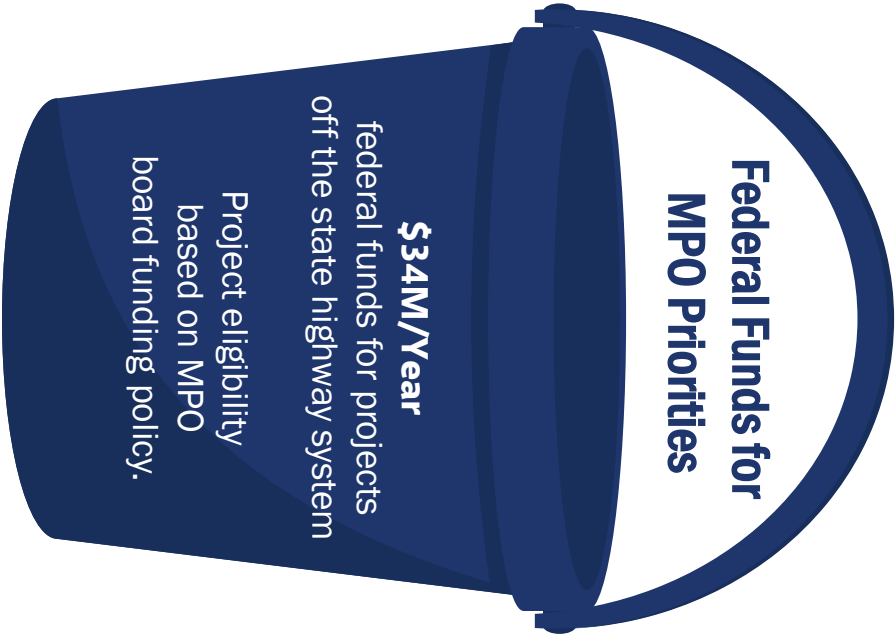 Federal Funds for
MPO Priorities
$34M/Year
federal funds for projects
off the state highway system
Project eligibility
based on MPO
board funding policy.